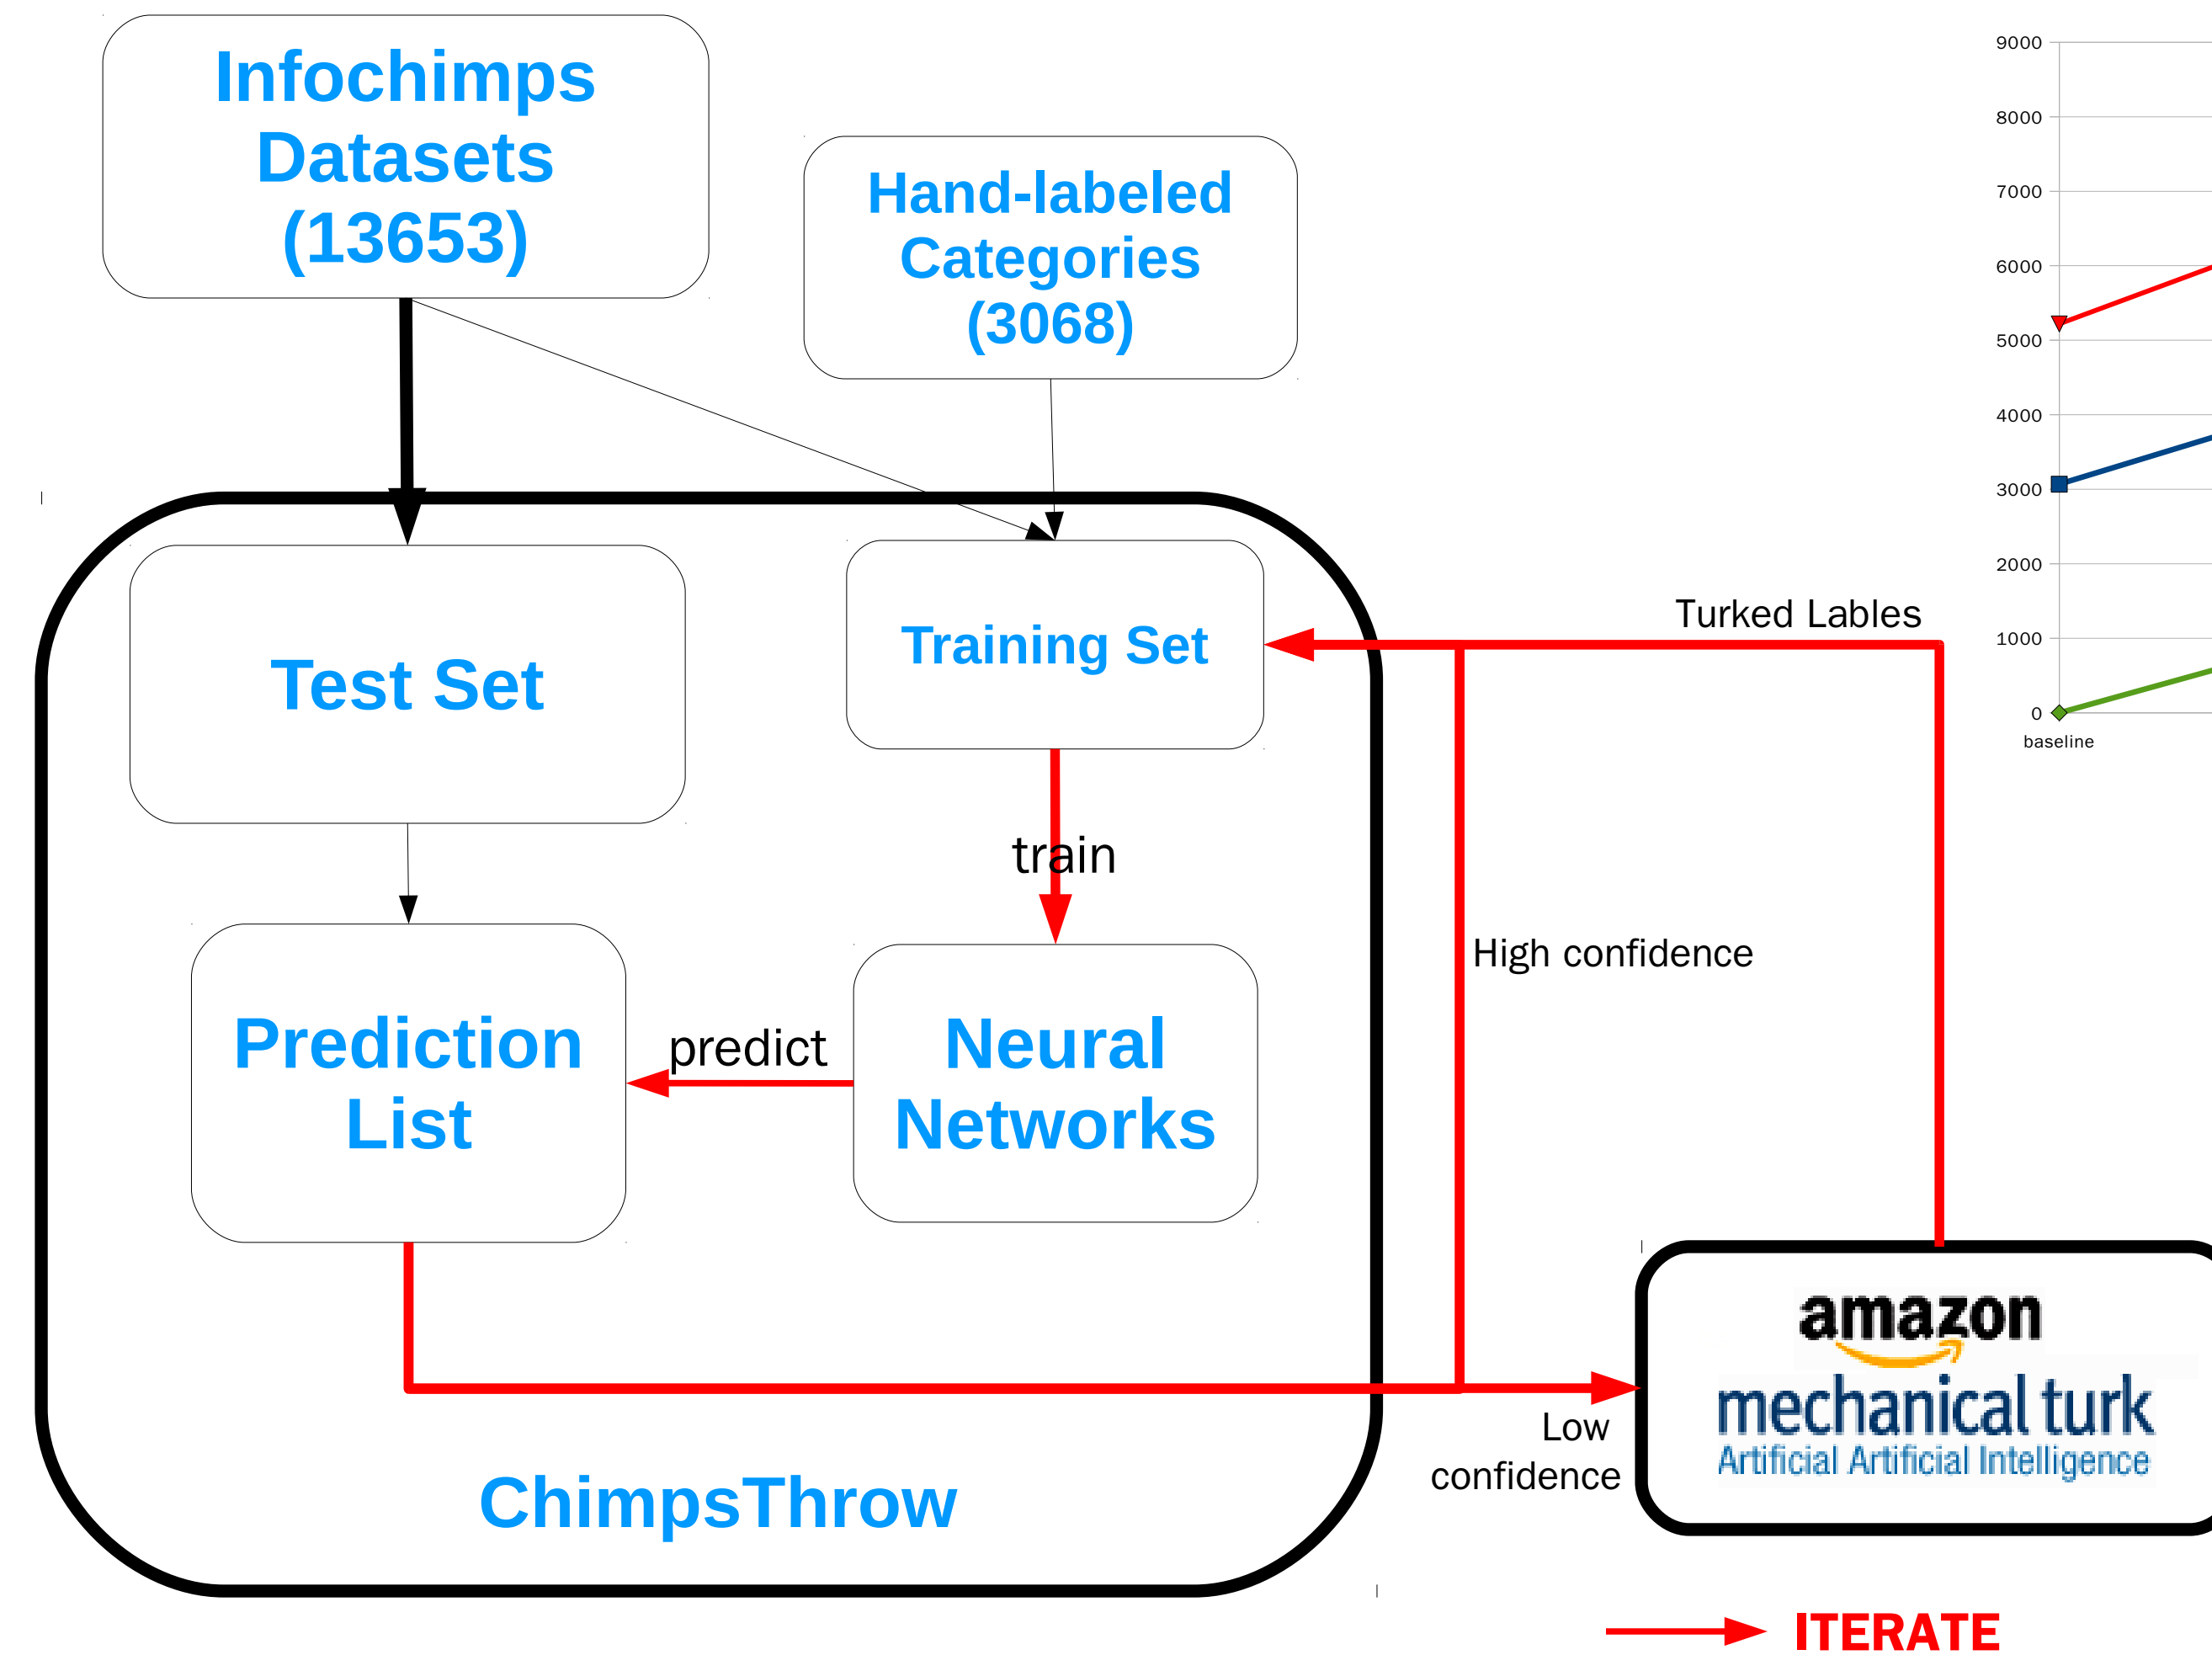 Infochimps
Datasets
(13653)
Hand-labeled
Categories
(3068)
Test Set
Training Set
train
Prediction
List
predict
Neural
Networks
ChimpsThrow
Turked Lables
High confidence
Low
confidence
amazon
mechanical turk
Artificial Artificial Intelligence
ITERATE
9000
8000
7000
6000
5000
4000
3000
2000
1000
0
baseline